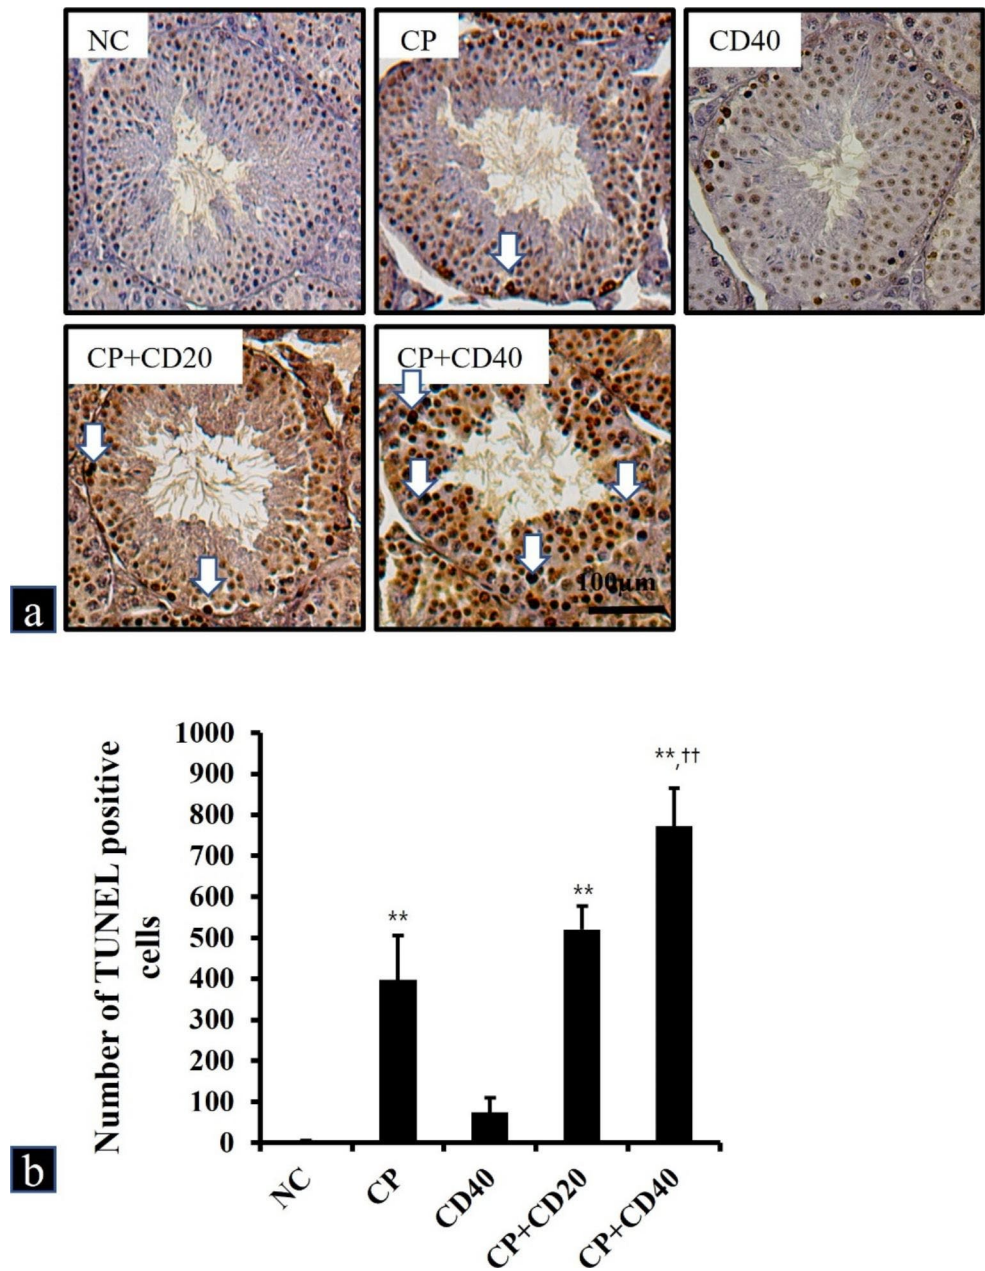 NC
CP
CD40
CP+CD20
CP+CD40
100μm
a
Number of TUNEL positive
cells
1000
900
800
700
600
500
400
300
200
100
0
**
**
**,††
NC
CP
CD40
CP+CD20
CP+CD40
b